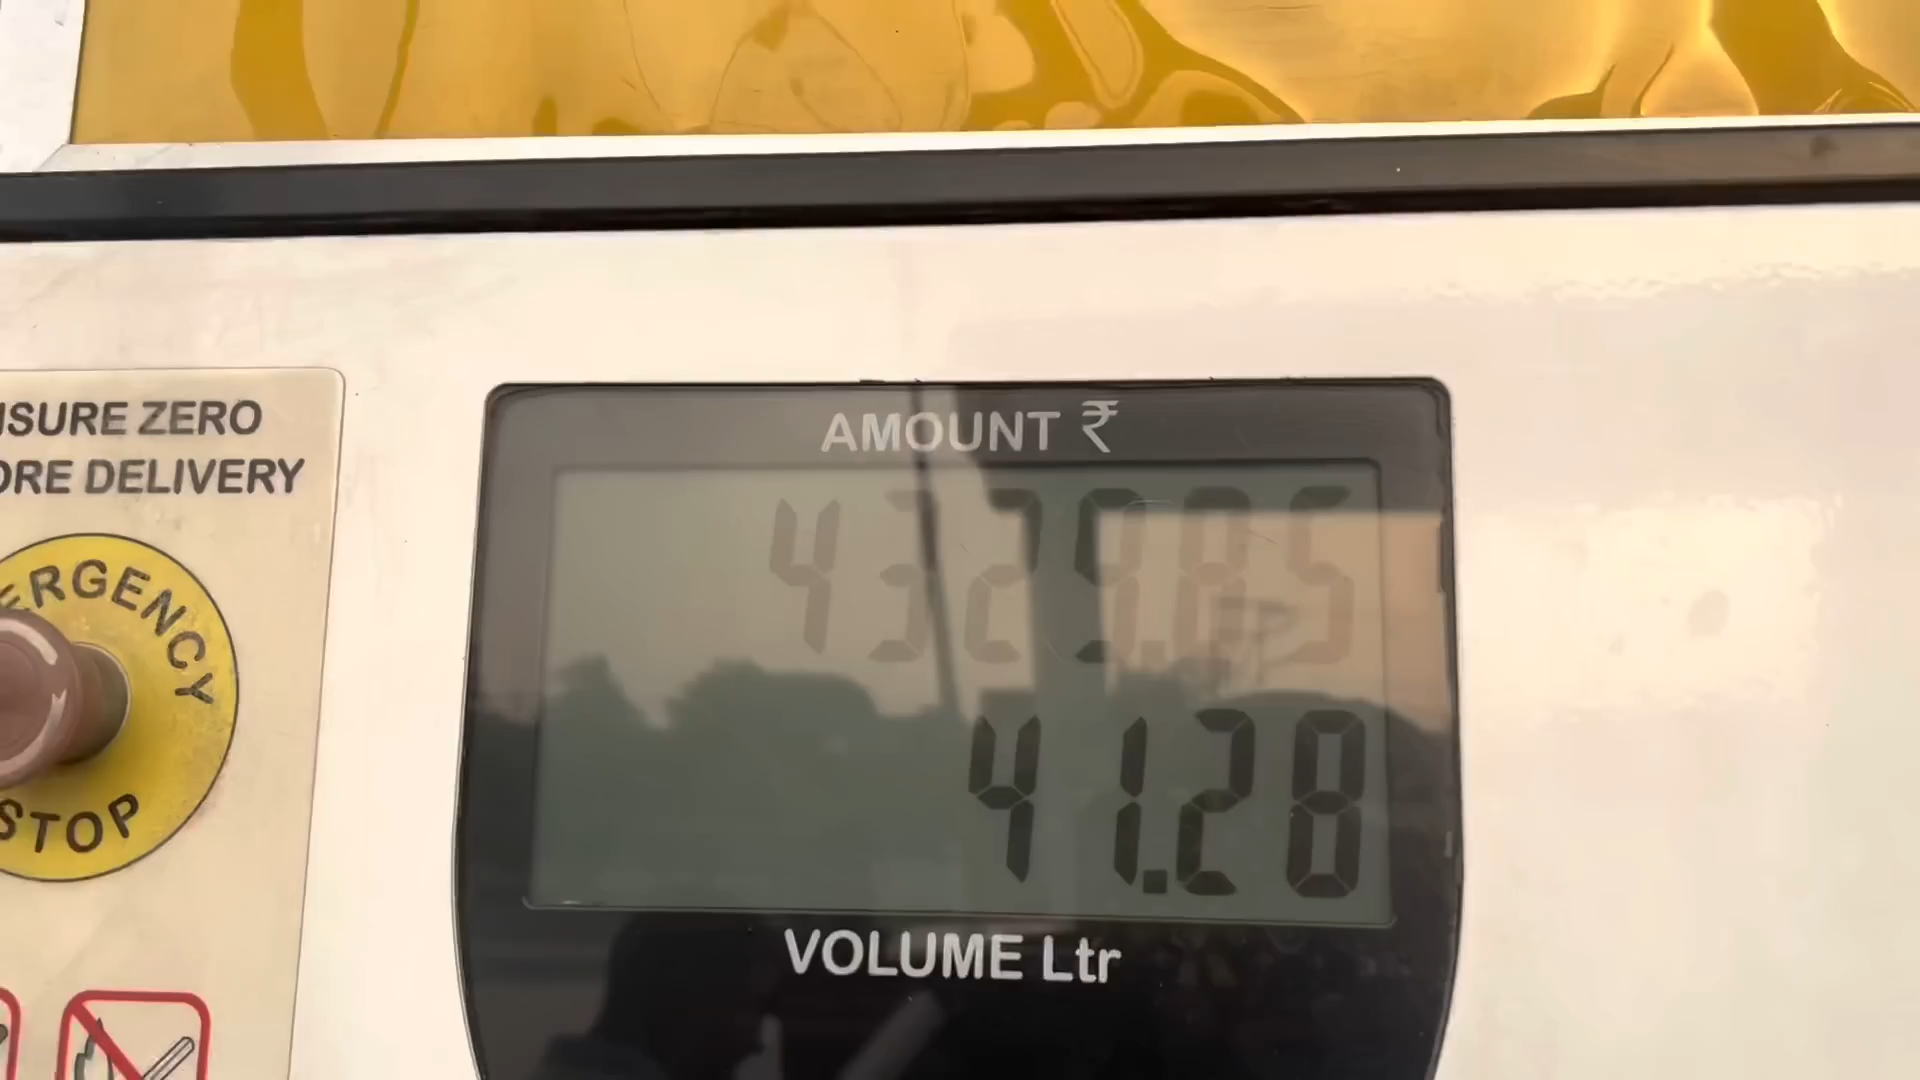 NSURE ZERO
ORE DELIVERY
ERGENCY
STOP
AMOUNT ₹
4329.85
41.28
VOLUME Ltr